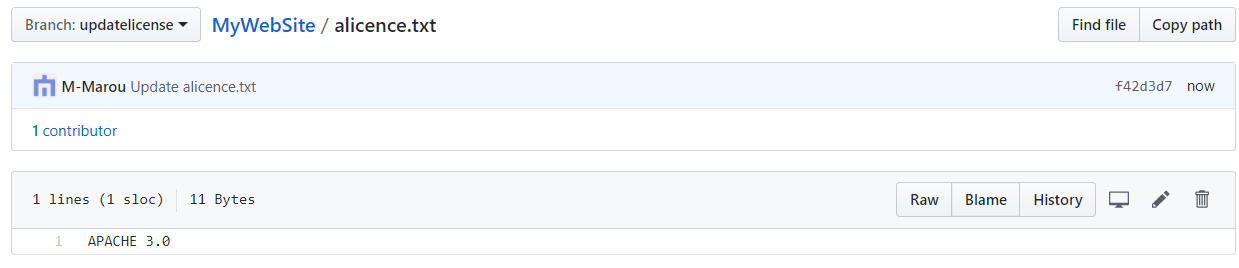 Branch: updatelicense MyWebSite / alicence.txt Find file Copy path
M-Marou Update alicence.txt f42d3d7 now
1 contributor
1 lines (1 sloc) 11 Bytes Raw Blame History
1 APACHE 3.0